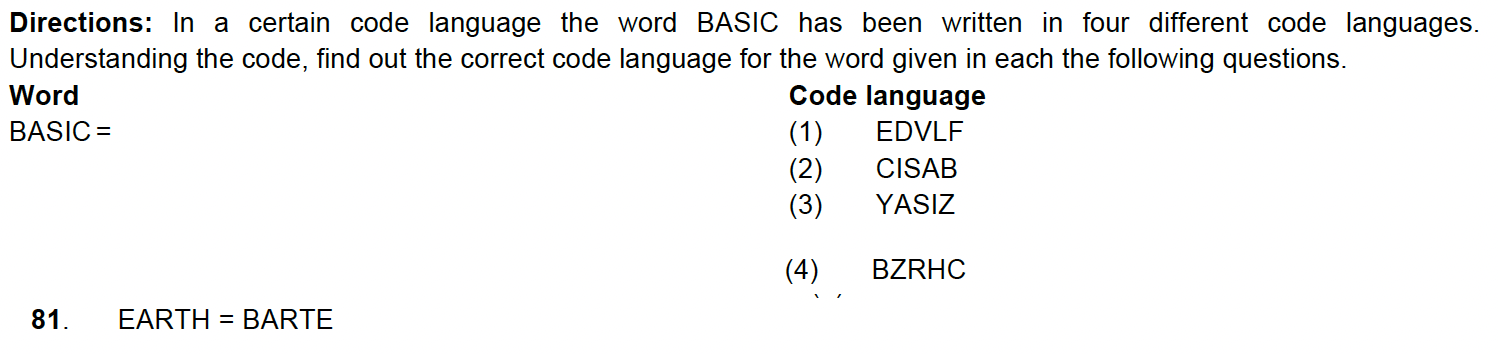 Directions: In a certain code language the word BASIC has been written in four different code languages.
Understanding the code, find out the correct code language for the word given in each the following questions.
Word Code language
BASIC = (1) EDVLF
(2) CISAB
(3) YASIZ
(4) BZRHC
81. EARTH = BARTE